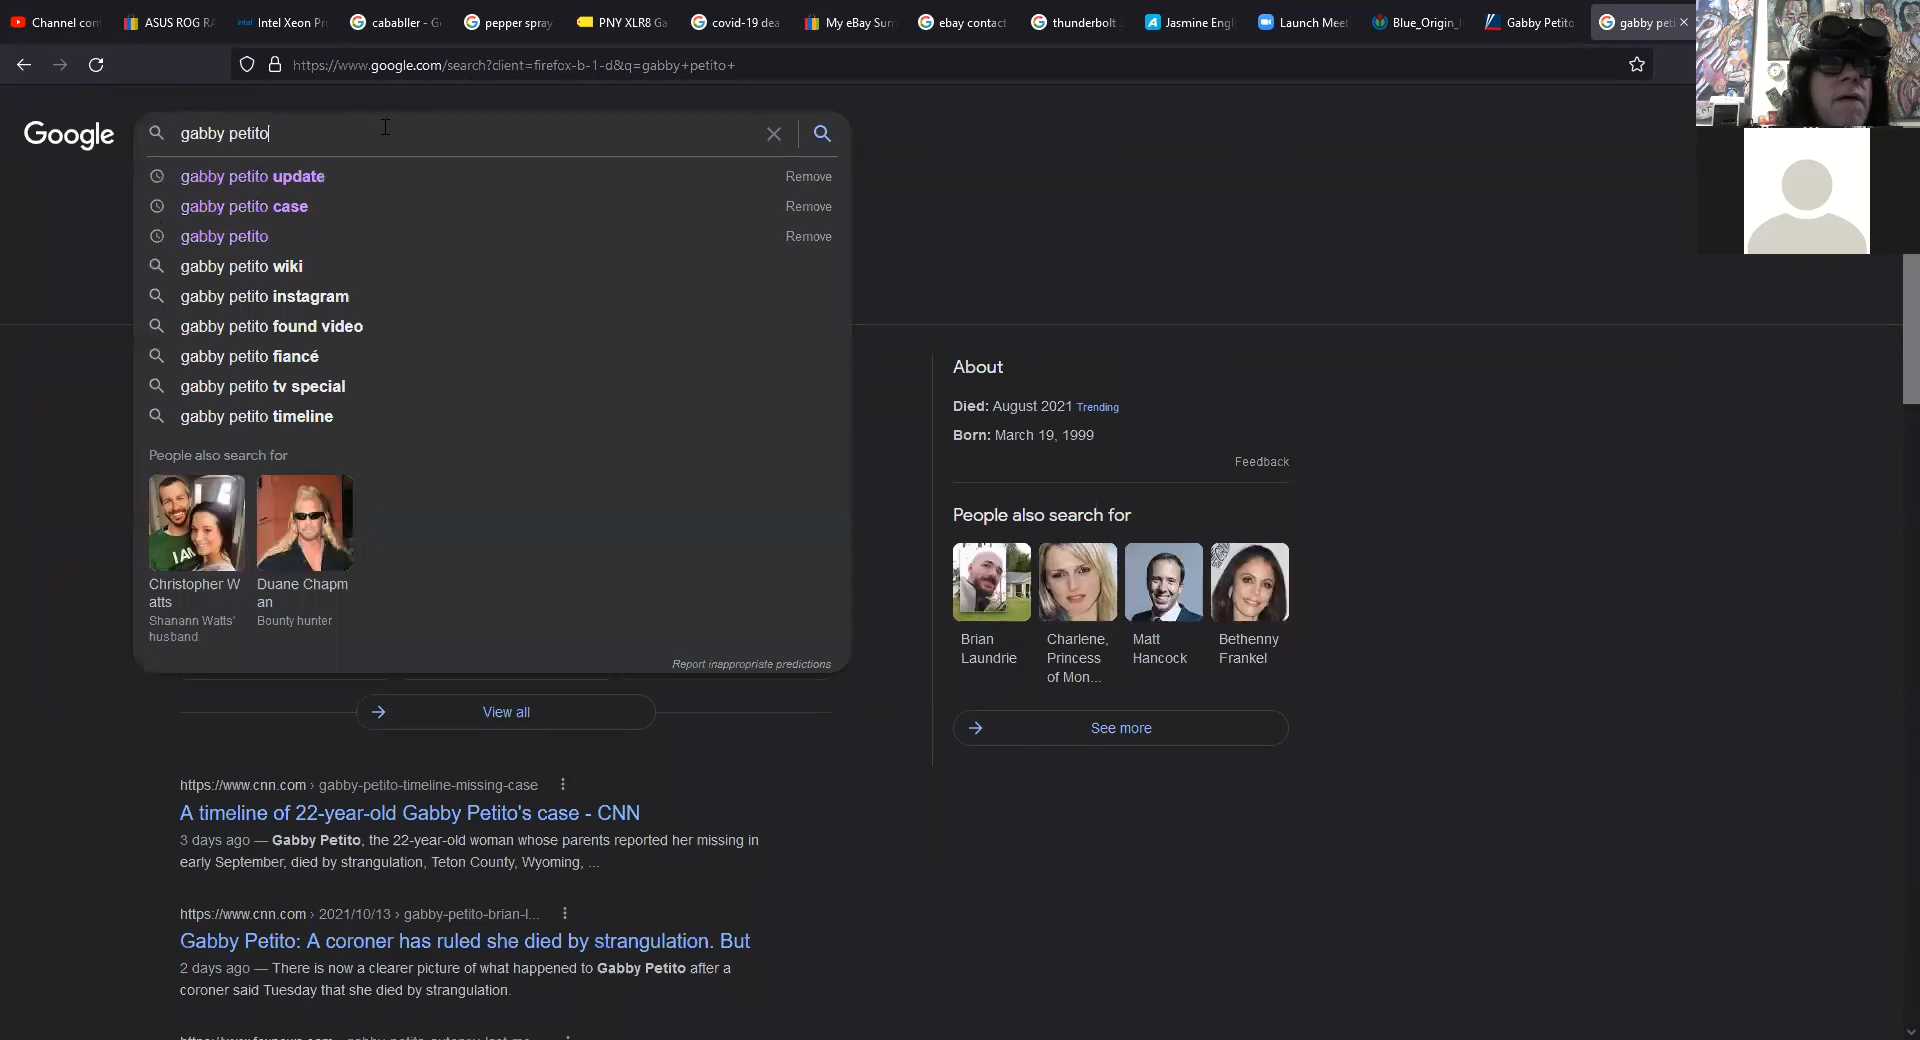 Channel con
ASUS ROG RA
intel Intel Xeon Pr
cababller - Go
pepper spray
PNY XLR8 Ga
covid-19 dea
My eBay Sum
ebay contact
thunderbolt
Jasmine Engl
Launch Meet
Blue_Origin_
Gabby Petito
gabby peti
https://www.google.com/search?client=firefox-b-1-d&q=gabby+petito+
Google
gabby petito
gabby petito update Remove
gabby petito case Remove
gabby petito Remove
gabby petito wiki
gabby petito instagram
gabby petito found video
gabby petito fiancé
gabby petito tv special
gabby petito timeline
People also search for
I AM
Christopher W
atts
Shanann Watts'
husband
Duane Chapm
an
Bounty hunter
Report inappropriate predictions
View all
About
Died: August 2021 Trending
Born: March 19, 1999
Feedback
People also search for
Brian
Laundrie
Charlene,
Princess
of Mon...
Matt
Hancock
Bethenny
Frankel
See more
https://www.cnn.com › gabby-petito-timeline-missing-case
A timeline of 22-year-old Gabby Petito's case - CNN
3 days ago — Gabby Petito, the 22-year-old woman whose parents reported her missing in
early September, died by strangulation, Teton County, Wyoming, ...
https://www.cnn.com › 2021/10/13 › gabby-petito-brian-l...
Gabby Petito: A coroner has ruled she died by strangulation. But
2 days ago — There is now a clearer picture of what happened to Gabby Petito after a
coroner said Tuesday that she died by strangulation.